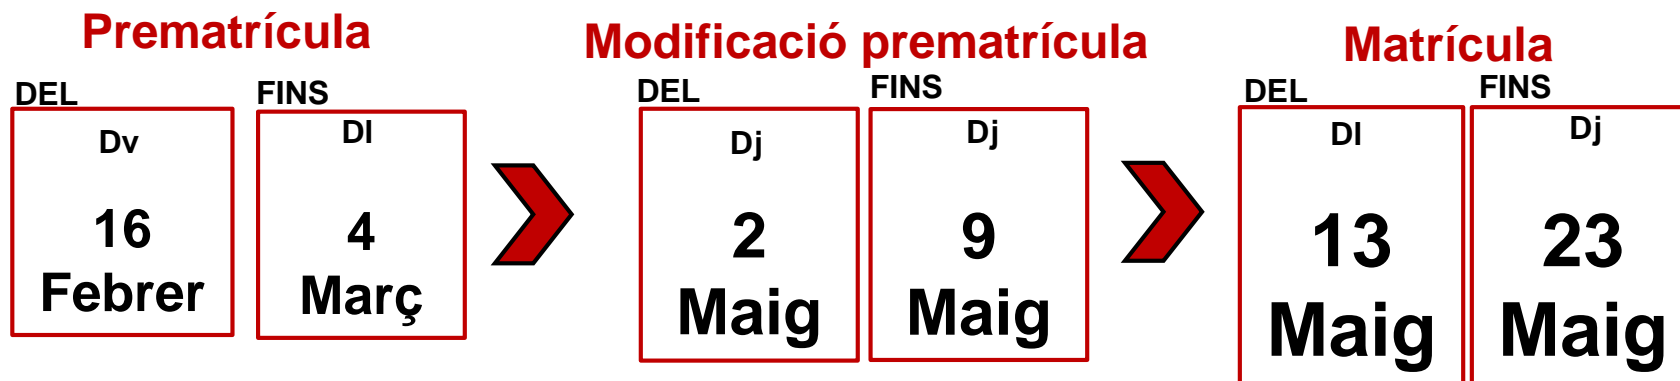 Prematrícula
DEL FINS
Dv
16
Febrer
Dl
4
Març
Modificació prematrícula
DEL FINS
Dj
2
Maig
Dj
9
Maig
Matrícula
DEL FINS
Dl
13
Maig
Dj
23
Maig